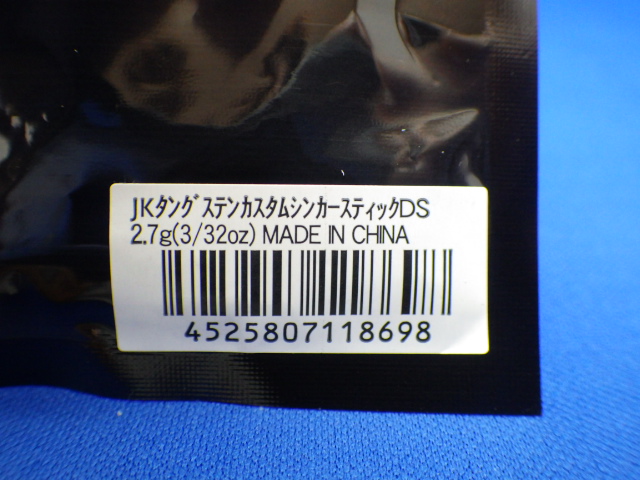 JKタングステンカスタムシンカースティックDS
2.7g(3/32oz) MADE IN CHINA
4525807118698